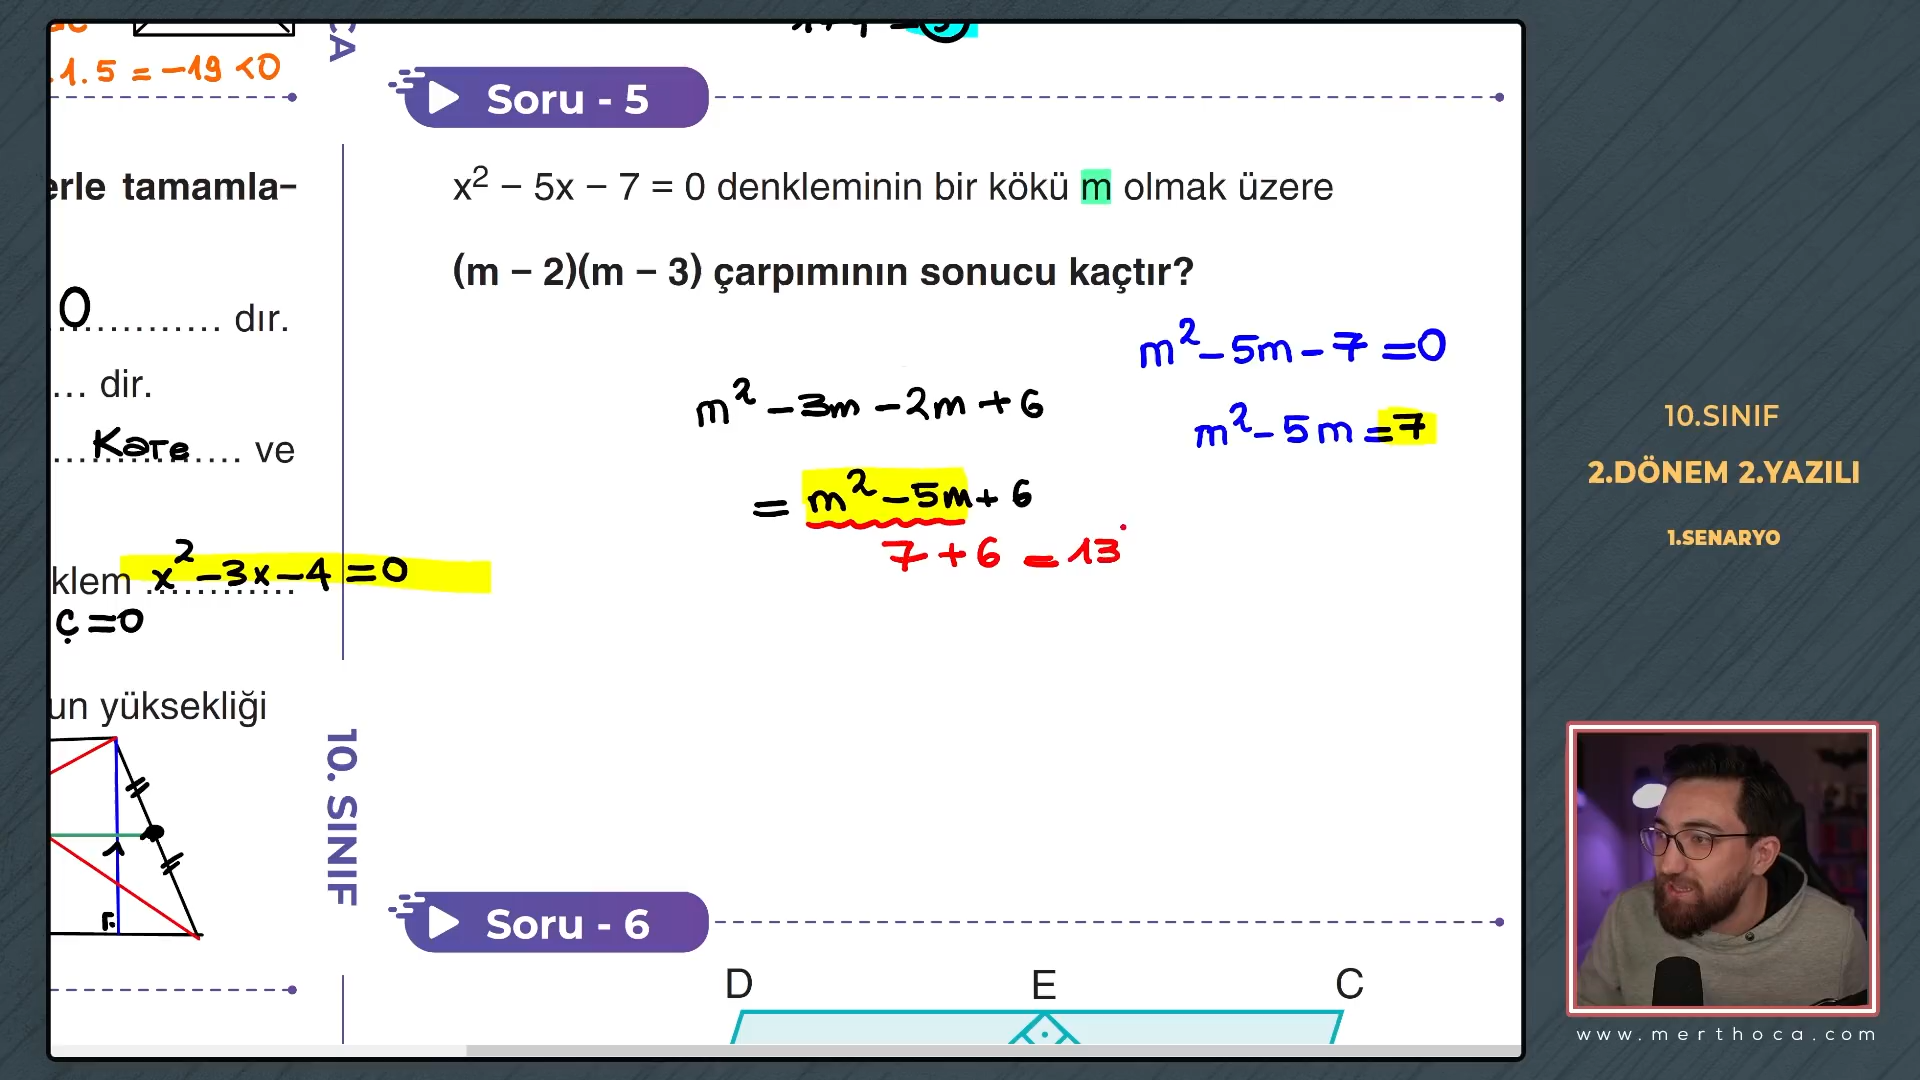 .1.5 = -19 <0
erle tamamla-
0 ............ dır.
... dir.
... Kare ... ve
klem x² -3x-4 =0
ç=0
un yüksekliği
10. SINIF
Soru - 5
x² − 5x − 7 = 0 denkleminin bir kökü m olmak üzere
(m − 2)(m − 3) çarpımının sonucu kaçtır?
m² -5m - 7 =0
m² -3m -2m +6
m² -5m =7
= m² -5m + 6
7 +6 = 13
Soru - 6
D E C
10.SINIF
2.DÖNEM 2.YAZILI
1.SENARYO
www.merthoca.com